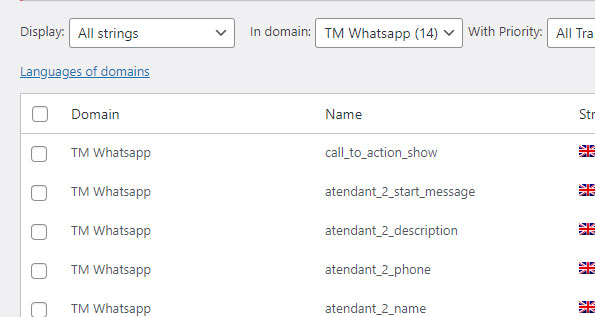 Display: All strings In domain: TM Whatsapp (14) With Priority: All Tra
Languages of domains
Domain Name Str
TM Whatsapp call_to_action_show
TM Whatsapp atendant_2_start_message
TM Whatsapp atendant_2_description
TM Whatsapp atendant_2_phone
TM Whatsapp atendant_2_name